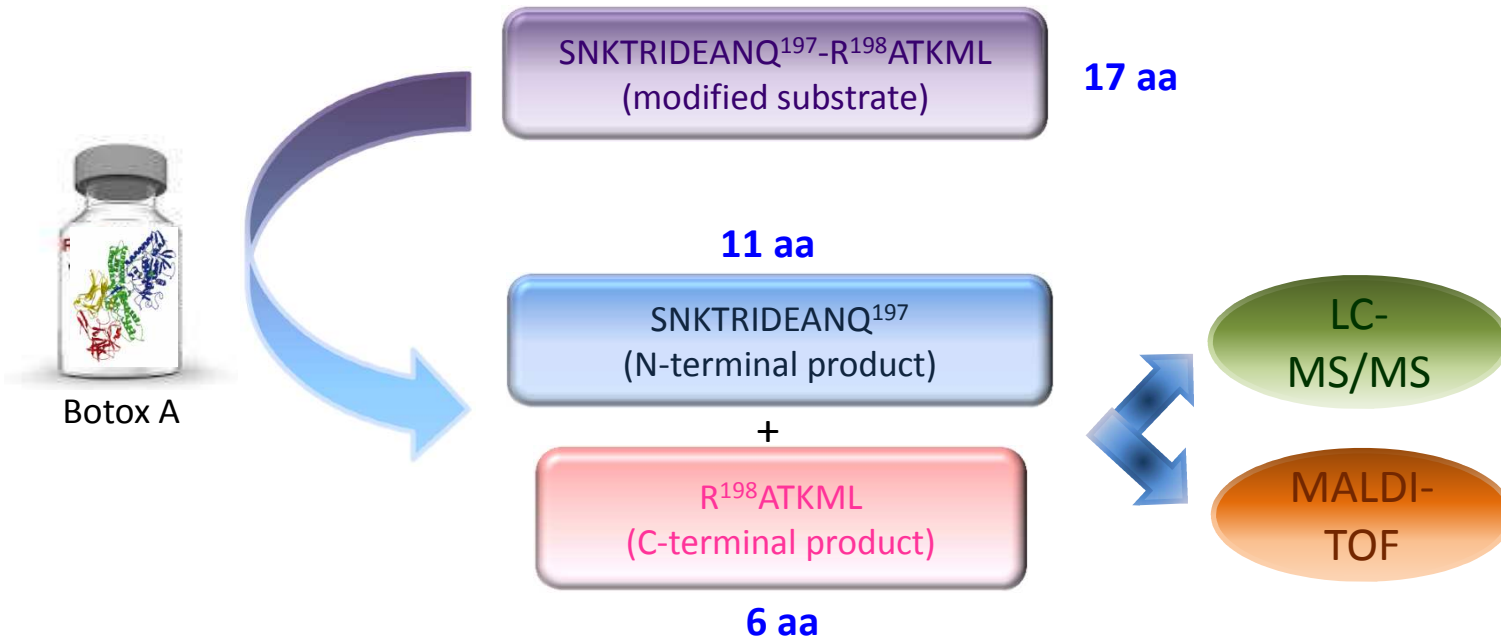 SNKTRIDEANQ¹⁹⁷-R¹⁹⁸ATKML
(modified substrate)
17 aa
11 aa
SNKTRIDEANQ¹⁹⁷
(N-terminal product)
+
R¹⁹⁸ATKML
(C-terminal product)
6 aa
Botox A
LC-
MS/MS
MALDI-
TOF